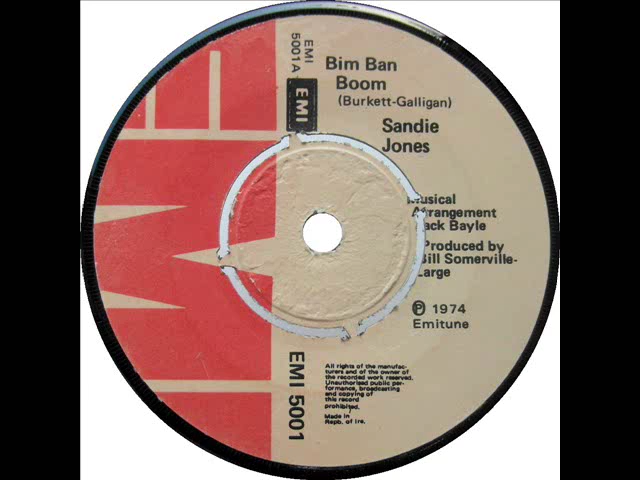 EMI
5001A
EMI
Bim Ban
Boom
(Burkett-Galligan)
Sandie
Jones
Musical
Arrangement
Jack Bayle
Produced by
Bill Somerville-
Large
Ⓟ 1974
Emitune
EMI 5001
All rights of the manufac-
turers and of the owner of
the recorded work reserved.
Unauthorised public per-
formance, broadcasting
and copying of
this record
prohibited.
Made in
Repb. of Ire.